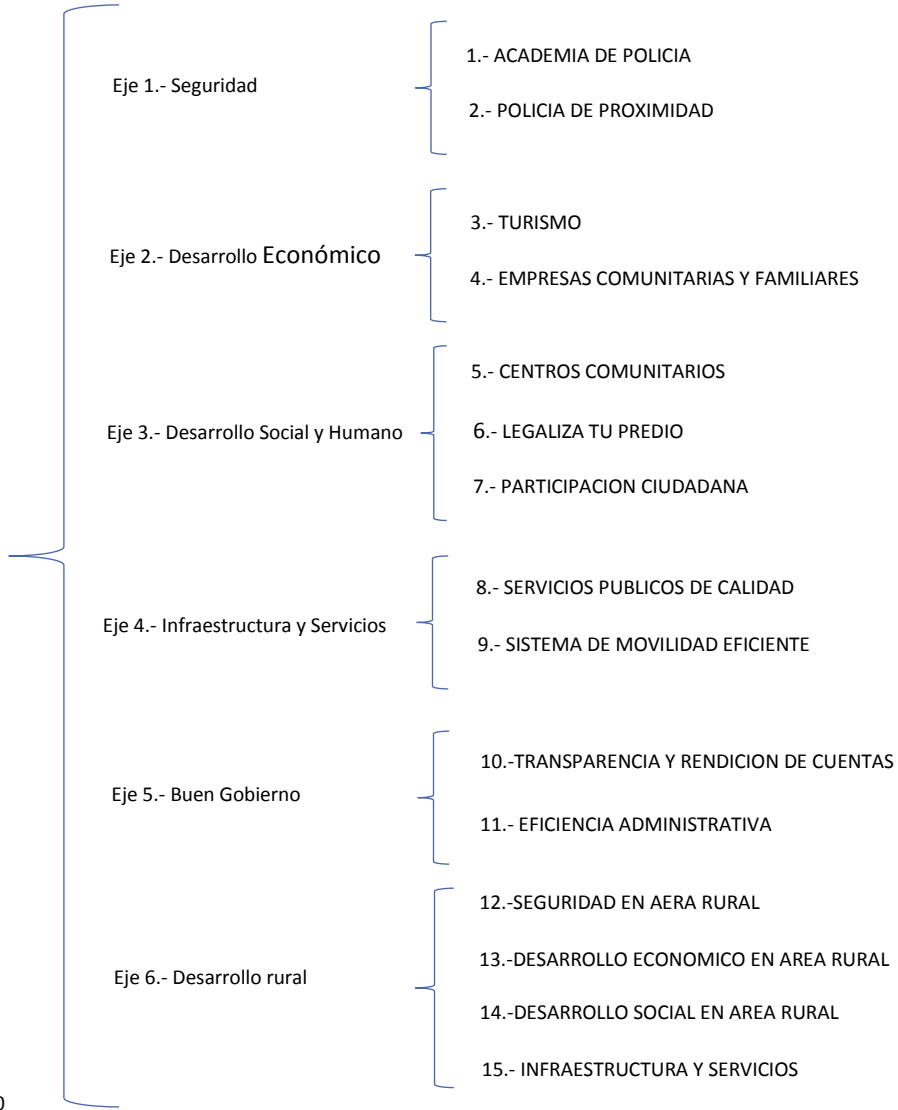 Eje 1.- Seguridad
1.- ACADEMIA DE POLICIA
2.- POLICIA DE PROXIMIDAD
Eje 2.- Desarrollo Económico
3.- TURISMO
4.- EMPRESAS COMUNITARIAS Y FAMILIARES
Eje 3.- Desarrollo Social y Humano
5.- CENTROS COMUNITARIOS
6.- LEGALIZA TU PREDIO
7.- PARTICIPACION CIUDADANA
Eje 4.- Infraestructura y Servicios
8.- SERVICIOS PUBLICOS DE CALIDAD
9.- SISTEMA DE MOVILIDAD EFICIENTE
Eje 5.- Buen Gobierno
10.-TRANSPARENCIA Y RENDICION DE CUENTAS
11.- EFICIENCIA ADMINISTRATIVA
Eje 6.- Desarrollo rural
12.-SEGURIDAD EN AERA RURAL
13.-DESARROLLO ECONOMICO EN AREA RURAL
14.-DESARROLLO SOCIAL EN AREA RURAL
15.- INFRAESTRUCTURA Y SERVICIOS